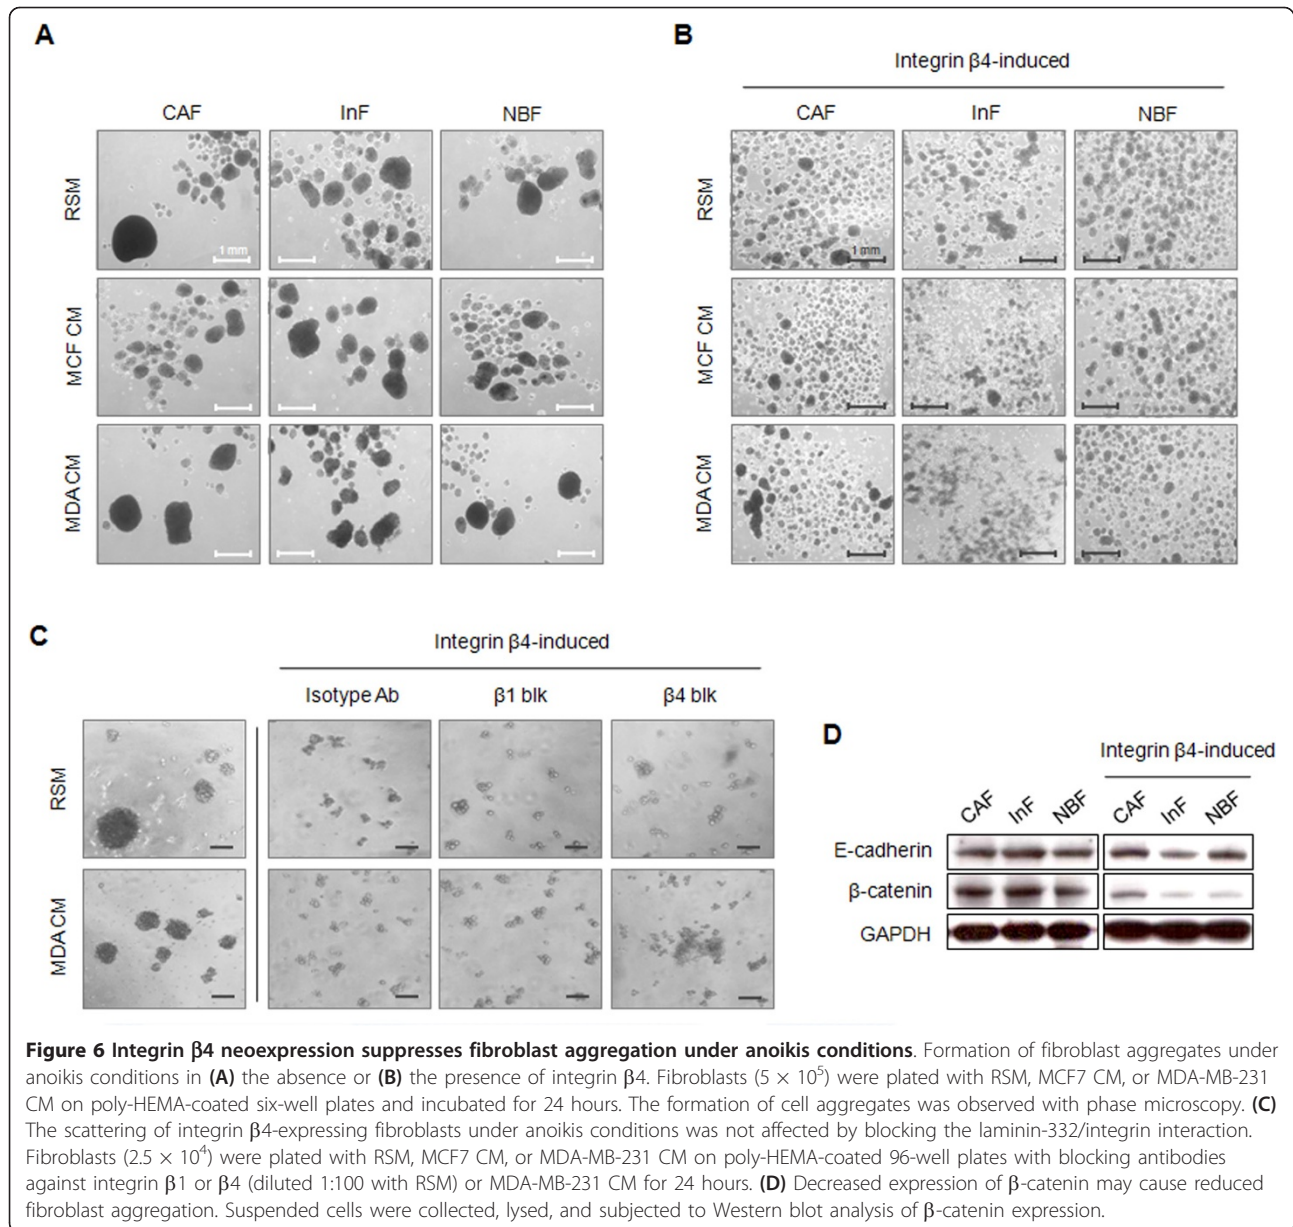 A
CAF InF NBF
RSM
1 mm
MCF CM
MDA CM
B
Integrin β4-induced
CAF InF NBF
RSM
1 mm
MCF CM
MDA CM
C
Integrin β4-induced
Isotype Ab β1 blk β4 blk
RSM
MDA CM
D
Integrin β4-induced
CAF InF NBF CAF InF NBF
E-cadherin
β-catenin
GAPDH
Figure 6 Integrin β4 neoexpression suppresses fibroblast aggregation under anoikis conditions. Formation of fibroblast aggregates under
anoikis conditions in (A) the absence or (B) the presence of integrin β4. Fibroblasts (5 × 10⁵) were plated with RSM, MCF7 CM, or MDA-MB-231
CM on poly-HEMA-coated six-well plates and incubated for 24 hours. The formation of cell aggregates was observed with phase microscopy. (C)
The scattering of integrin β4-expressing fibroblasts under anoikis conditions was not affected by blocking the laminin-332/integrin interaction.
Fibroblasts (2.5 × 10⁴) were plated with RSM, MCF7 CM, or MDA-MB-231 CM on poly-HEMA-coated 96-well plates with blocking antibodies
against integrin β1 or β4 (diluted 1:100 with RSM) or MDA-MB-231 CM for 24 hours. (D) Decreased expression of β-catenin may cause reduced
fibroblast aggregation. Suspended cells were collected, lysed, and subjected to Western blot analysis of β-catenin expression.